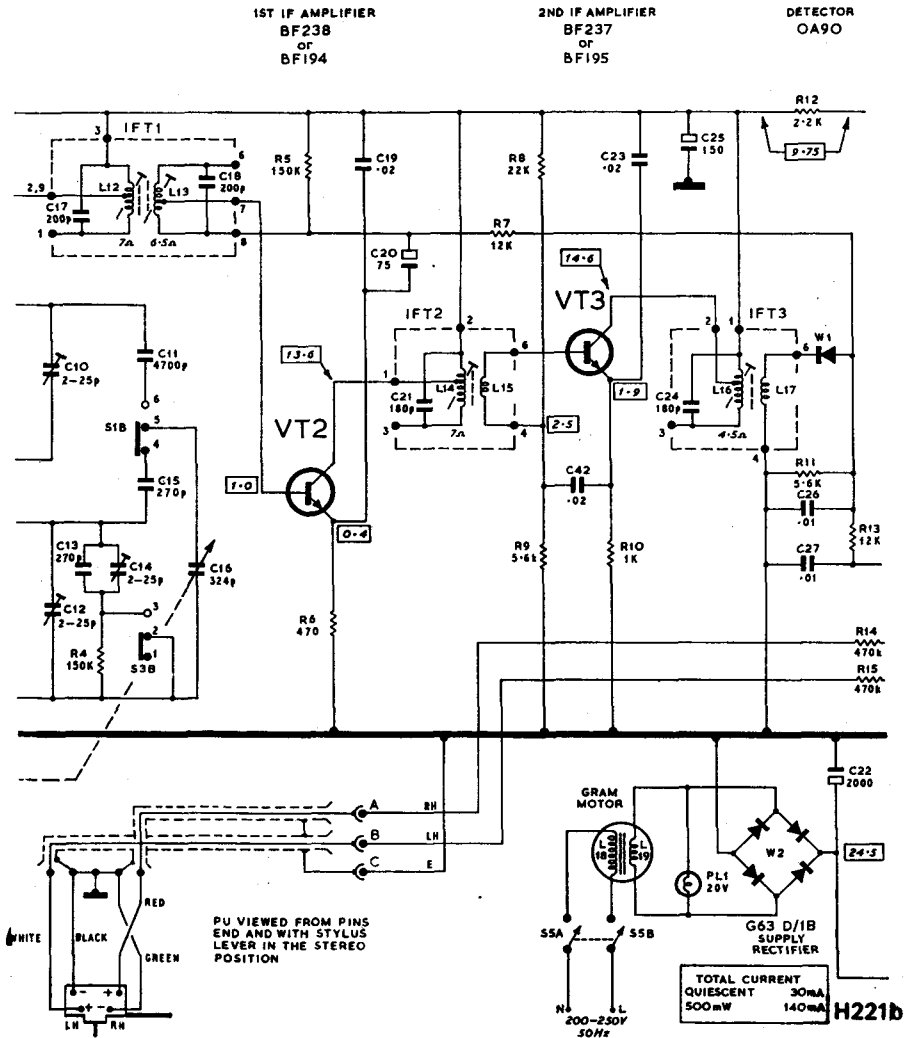 1ST IF AMPLIFIER
BF238
or
BF194
2ND IF AMPLIFIER
BF237
or
BF195
DETECTOR
OA90
R12
2·2K
9·75
3
IFT1
6
R5
150K
C19
·02
R8
22K
C23
·02
C25
150
2,9
L12
L13
C18
200p
C17
200p
7
1
7Ω
6·5Ω
8
R7
12K
C20
75
14·6
VT3
IFT2
2
IFT3
2
1
W1
6
C10
2-25p
C11
4700p
13·6
1
6
L14
L15
C21
180p
1·9
L16
L17
C24
180p
6
S1B
5
4
VT2
3
7Ω
4
2·5
3
4·5Ω
4
C15
270p
1·0
C42
·02
R11
5·6K
C26
·01
0·4
R13
12K
C13
270p
C14
2-25p
C16
324p
R9
5·6k
R10
1K
C27
·01
C12
2-25p
3
R6
470
2
R4
150K
1
S3B
R14
470k
R15
470k
C22
2000
A
RH
B
LH
C
E
GRAM
MOTOR
L
18
L
19
W2
24·5
PL1
20V
RED
WHITE
BLACK
GREEN
PU VIEWED FROM PINS
END AND WITH STYLUS
LEVER IN THE STEREO
POSITION
S5A
S5B
G63 D/1B
SUPPLY
RECTIFIER
- +
+ -
LH
RH
N
L
200-250V
50Hz
TOTAL CURRENT
QUIESCENT 30mA
500mW 140mA
H221b